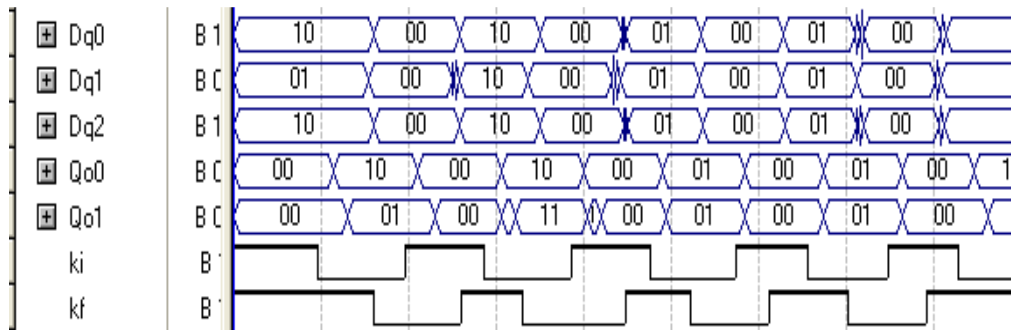 Dq0 B 1 10 00 10 00 01 00 01 00
Dq1 B 0 01 00 10 00 01 00 01 00
Dq2 B 1 10 00 10 00 01 00 01 00
Qo0 B 0 00 10 00 10 00 01 00 01 00 1
Qo1 B 0 00 01 00 11 00 01 00 01 00
ki B
kf B